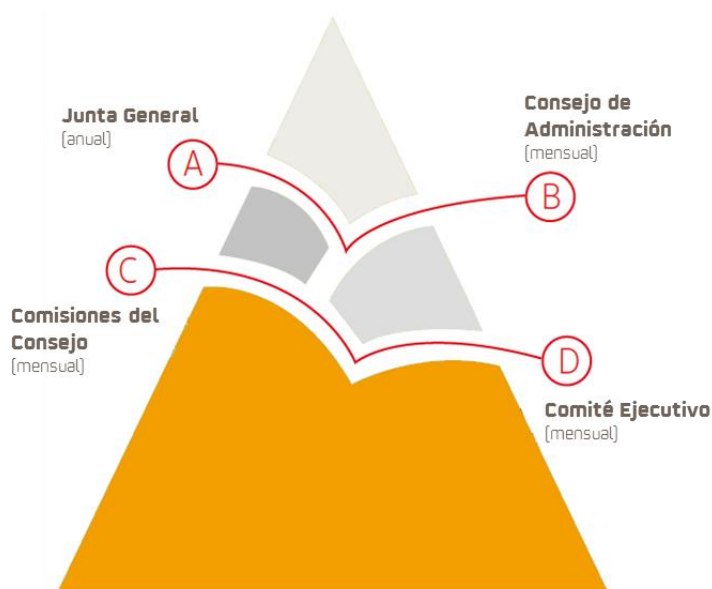 Junta General
(anual)
A
Consejo de
Administración
(mensual)
B
C
Comisiones del
Consejo
(mensual)
D
Comité Ejecutivo
(mensual)